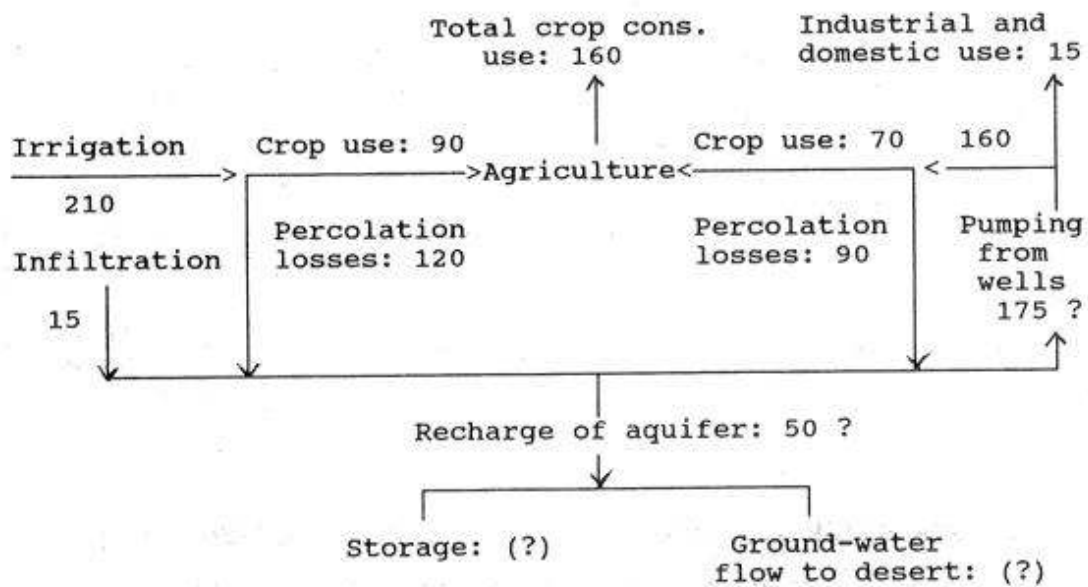 Total crop cons.
use: 160
Industrial and
domestic use: 15
Irrigation
210
Crop use: 90
>Agriculture<
Crop use: 70
160
Percolation
losses: 120
Percolation
losses: 90
Pumping
from
wells
175 ?
Infiltration
15
Recharge of aquifer: 50 ?
Storage: (?)
Ground-water
flow to desert: (?)